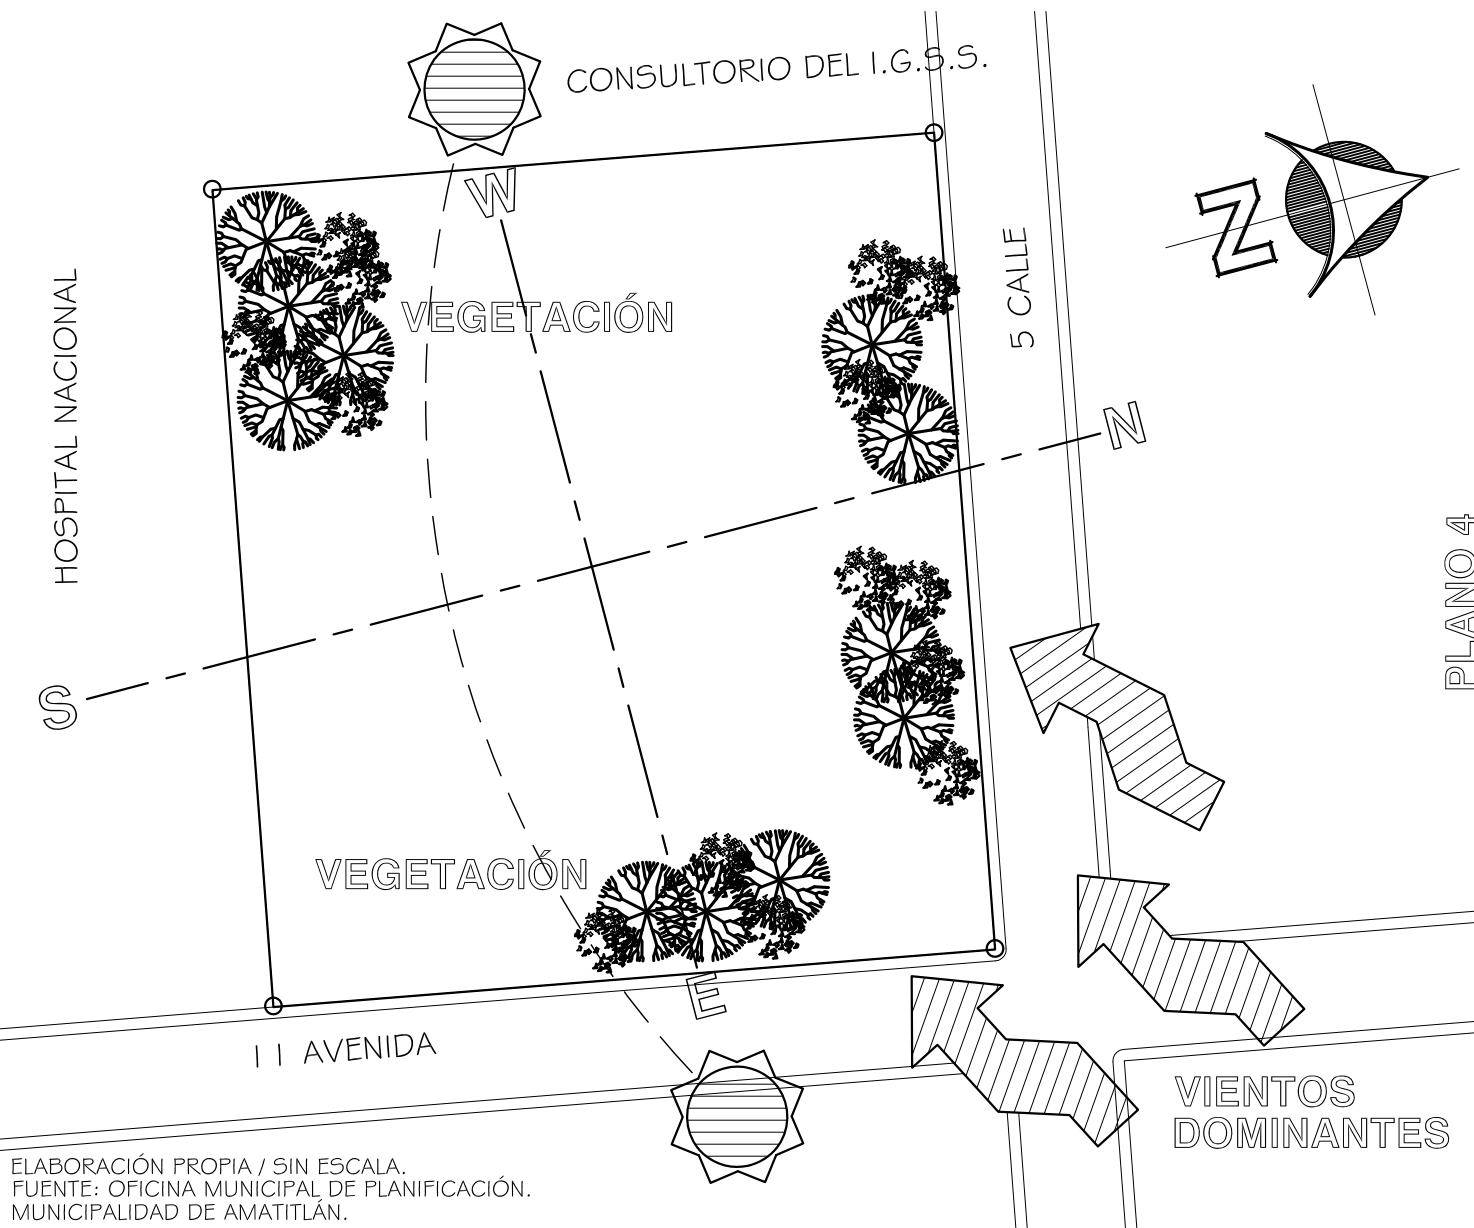 CONSULTORIO DEL I.G.S.S.
W
N
5 CALLE
VEGETACIÓN
HOSPITAL NACIONAL
N
PLANO 4
S
VEGETACIÓN
E
11 AVENIDA
VIENTOS
DOMINANTES
ELABORACIÓN PROPIA / SIN ESCALA.
FUENTE: OFICINA MUNICIPAL DE PLANIFICACIÓN.
MUNICIPALIDAD DE AMATITLÁN.